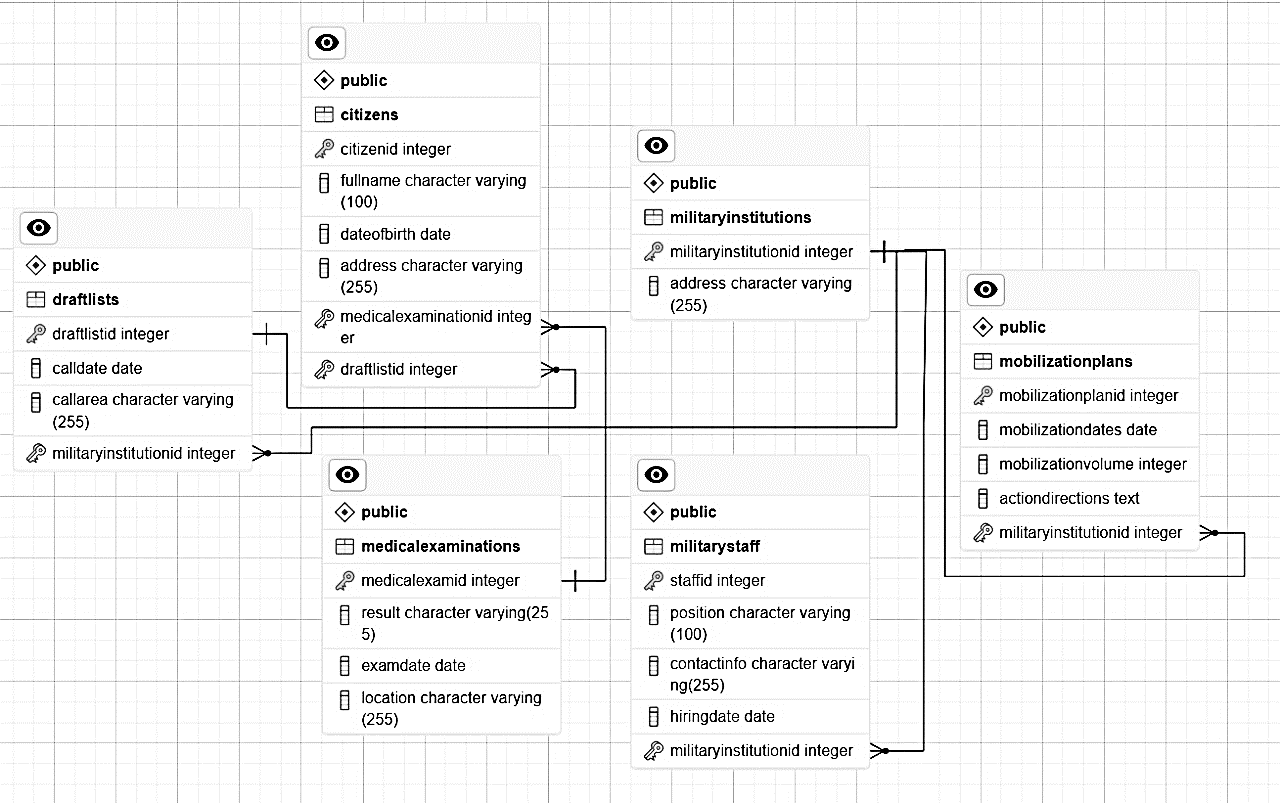 public
citizens
citizenid integer
fullname character varying
(100)
dateofbirth date
address character varying
(255)
medicalexaminationid integ
er
draftlistid integer
public
draftlists
draftlistid integer
calldate date
callarea character varying
(255)
militaryinstitutionid integer
public
militaryinstitutions
militaryinstitutionid integer
address character varying
(255)
public
mobilizationplans
mobilizationplanid integer
mobilizationdates date
mobilizationvolume integer
actiondirections text
militaryinstitutionid integer
public
medicalexaminations
medicalexamid integer
result character varying(25
5)
examdate date
location character varying
(255)
public
militarystaff
staffid integer
position character varying
(100)
contactinfo character varyi
ng(255)
hiringdate date
militaryinstitutionid integer